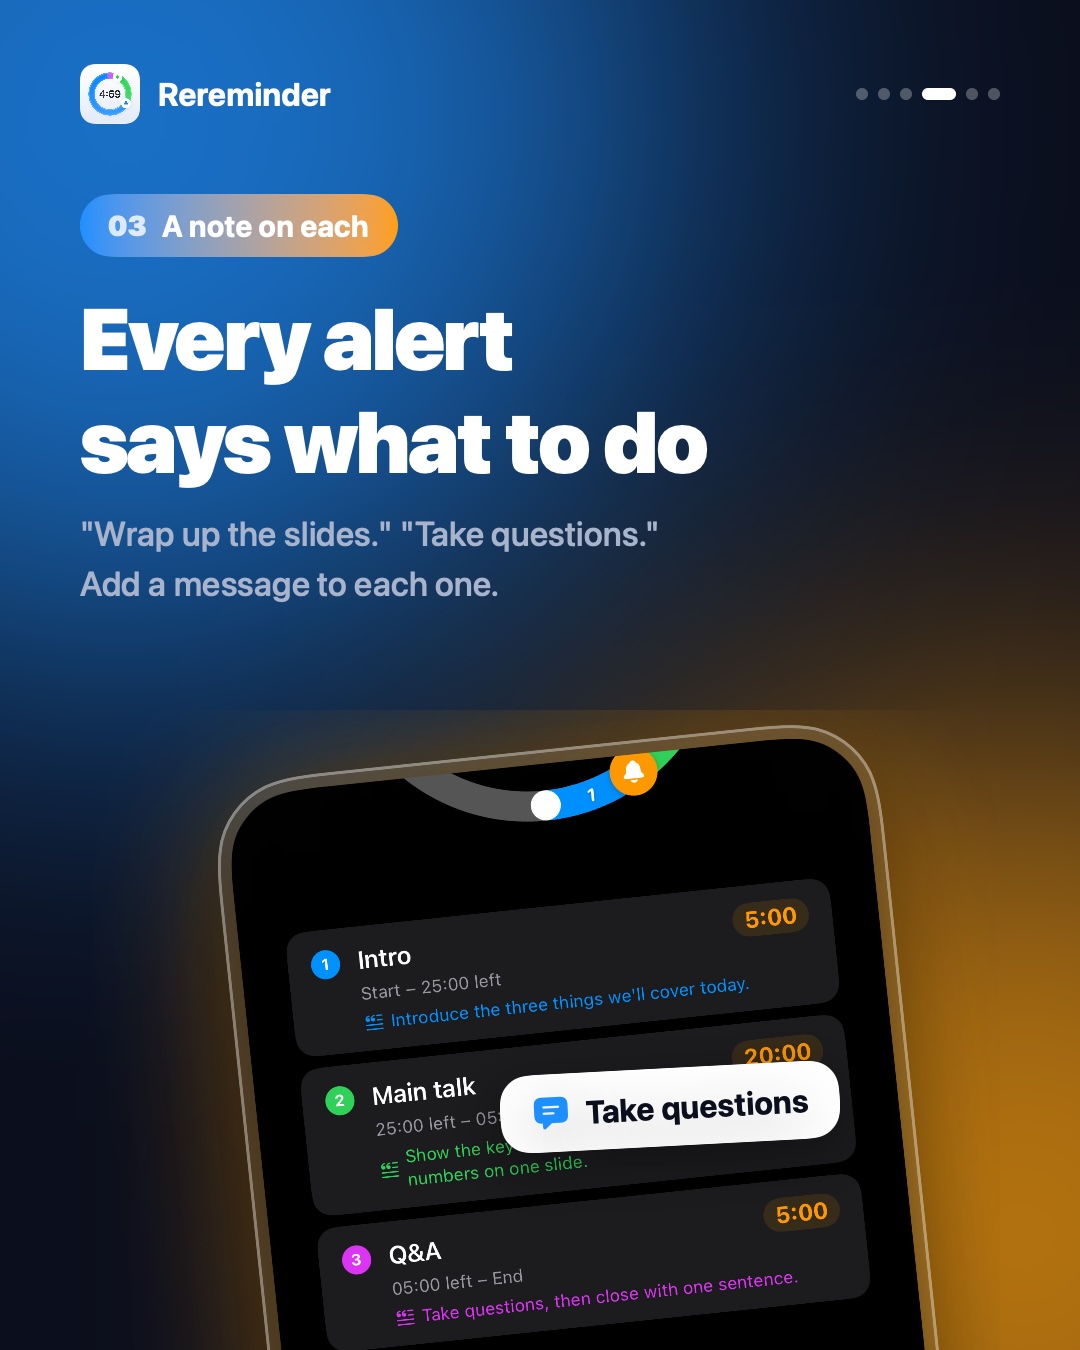 4:69
Rereminder
03 A note on each
Every alert
says what to do
"Wrap up the slides." "Take questions."
Add a message to each one.
1
5:00
1 Intro
Start – 25:00 left
Introduce the three things we'll cover today.
20:00
2 Main talk
25:00 left – 05:
Take questions
Show the key
numbers on one slide.
5:00
3 Q&A
05:00 left – End
Take questions, then close with one sentence.